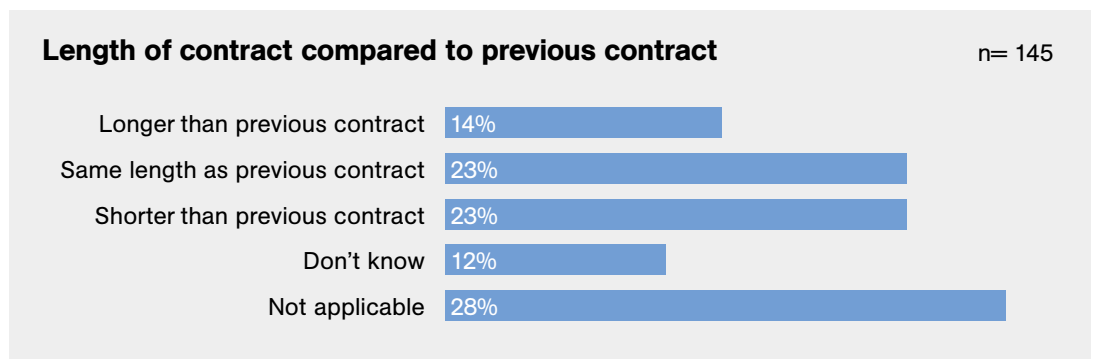 Length of contract compared to previous contract n= 145
Longer than previous contract 14%
Same length as previous contract 23%
Shorter than previous contract 23%
Don’t know 12%
Not applicable 28%